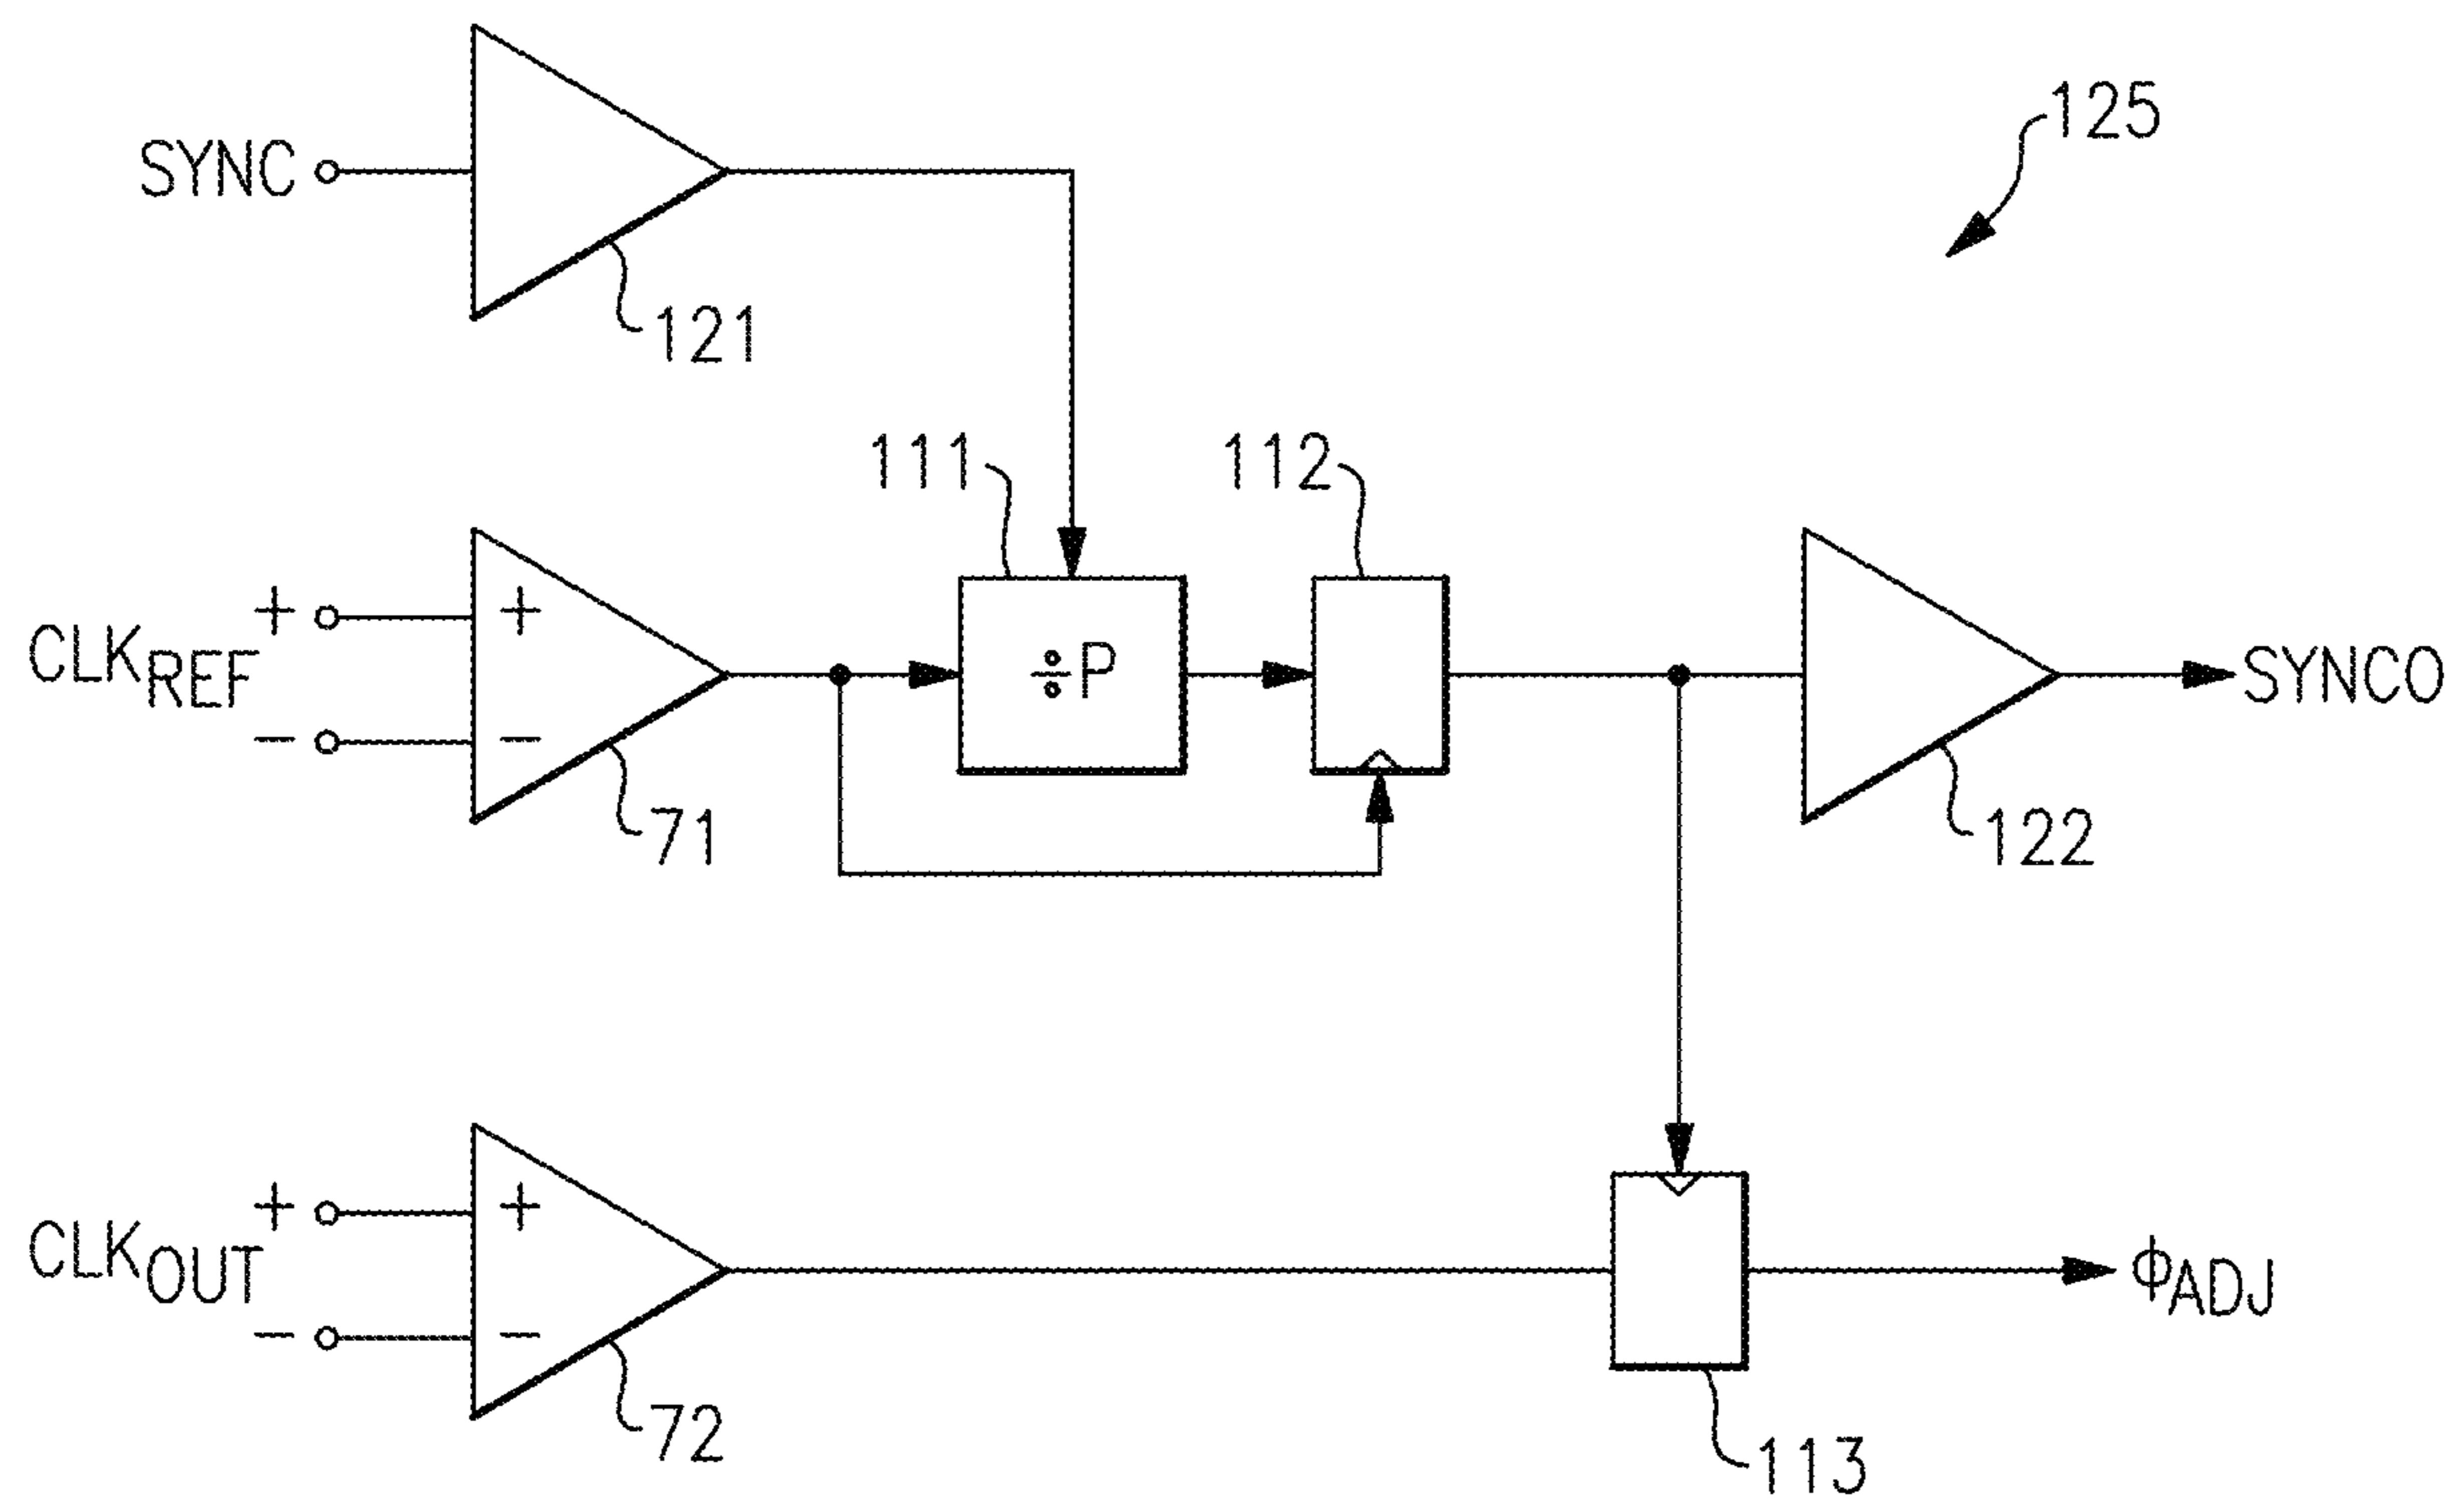 125
SYNC
121
111
112
+
+
CLKREF
÷P
SYNCO
−
−
71
122
+
+
CLKOUT
ϕADJ
−
−
72
113